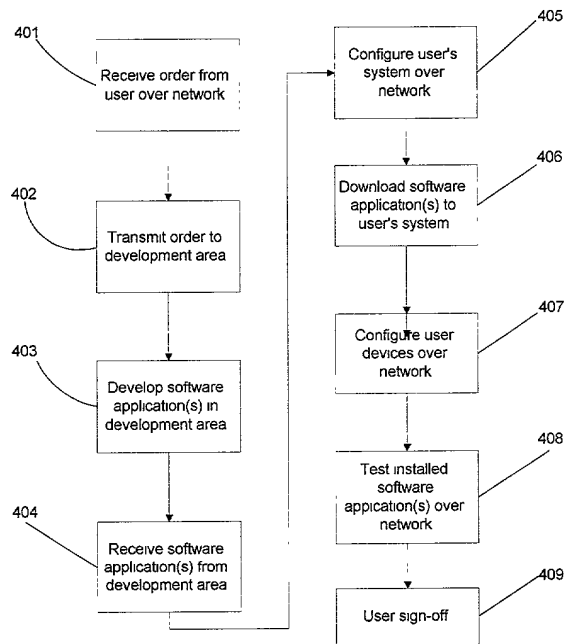 401
Receive order from
user over network
402
Transmit order to
development area
403
Develop software
application(s) in
development area
404
Receive software
application(s) from
development area
405
Configure user's
system over
network
406
Download software
application(s) to
user's system
407
Configure user
devices over
network
408
Test installed
software
application(s) over
network
409
User sign-off